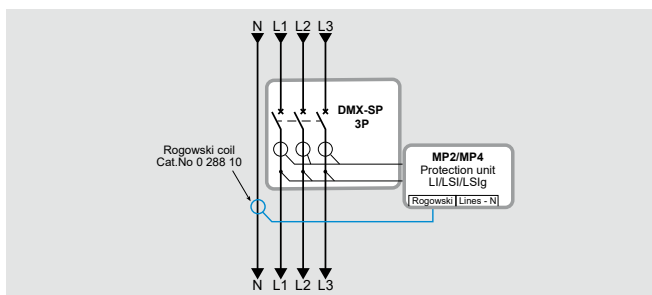 N L1 L2 L3
DMX-SP
3P
Rogowski coil
Cat.No 0 288 10
MP2/MP4
Protection unit
LI/LSI/LSIg
Rogowski Lines - N
N L1 L2 L3